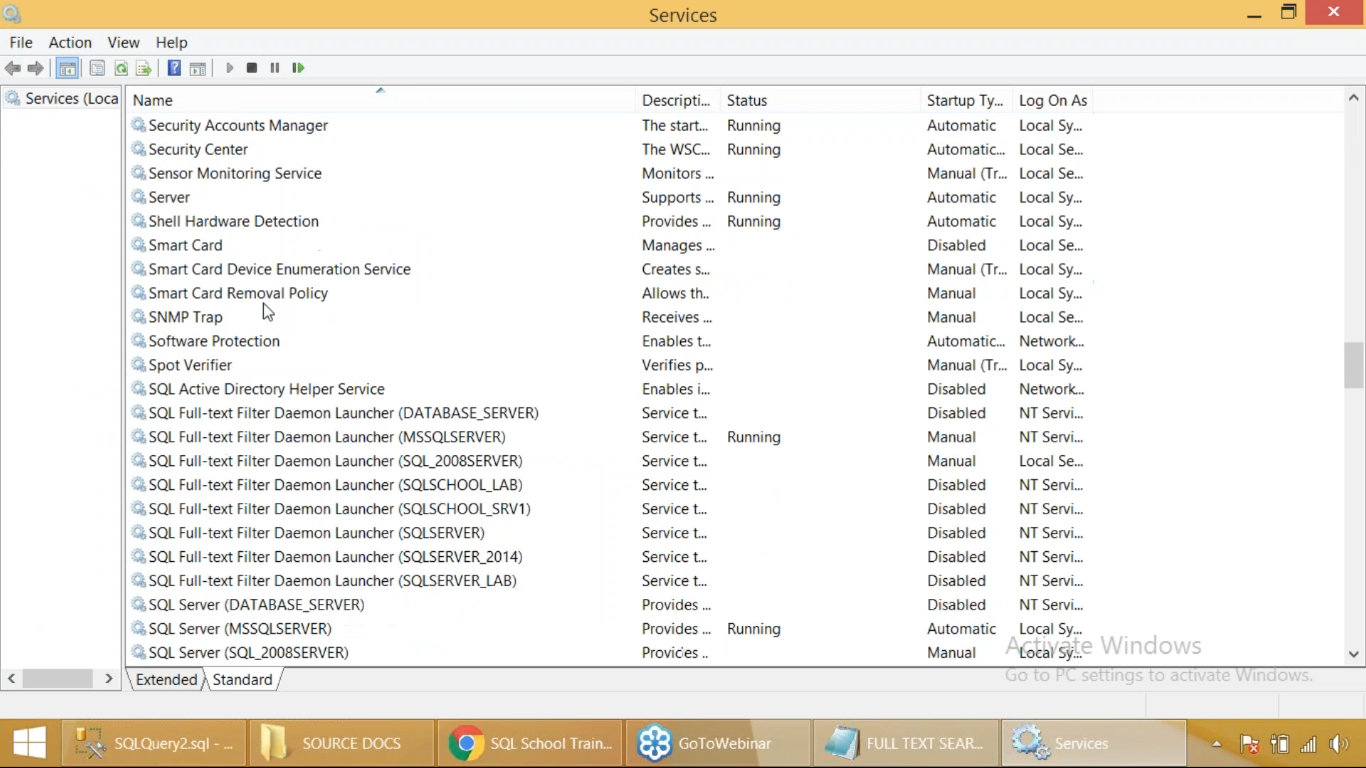 Services
File Action View Help
Services (Loca
Name Descripti... Status Startup Ty... Log On As
Security Accounts Manager The start... Running Automatic Local Sy...
Security Center The WSC... Running Automatic... Local Se...
Sensor Monitoring Service Monitors ... Manual (Tr... Local Se...
Server Supports ... Running Automatic Local Sy...
Shell Hardware Detection Provides ... Running Automatic Local Sy...
Smart Card Manages ... Disabled Local Se...
Smart Card Device Enumeration Service Creates s... Manual (Tr... Local Sy...
Smart Card Removal Policy Allows th.. Manual Local Sy...
SNMP Trap Receives ... Manual Local Se...
Software Protection Enables t... Automatic... Network...
Spot Verifier Verifies p... Manual (Tr... Local Sy...
SQL Active Directory Helper Service Enables i... Disabled Network...
SQL Full-text Filter Daemon Launcher (DATABASE_SERVER) Service t... Disabled NT Servi...
SQL Full-text Filter Daemon Launcher (MSSQLSERVER) Service t... Running Manual NT Servi...
SQL Full-text Filter Daemon Launcher (SQL_2008SERVER) Service t... Manual Local Se...
SQL Full-text Filter Daemon Launcher (SQLSCHOOL_LAB) Service t... Disabled NT Servi...
SQL Full-text Filter Daemon Launcher (SQLSCHOOL_SRV1) Service t... Disabled NT Servi...
SQL Full-text Filter Daemon Launcher (SQLSERVER) Service t... Disabled NT Servi...
SQL Full-text Filter Daemon Launcher (SQLSERVER_2014) Service t... Disabled NT Servi...
SQL Full-text Filter Daemon Launcher (SQLSERVER_LAB) Service t... Disabled NT Servi...
SQL Server (DATABASE_SERVER) Provides ... Disabled NT Servi...
SQL Server (MSSQLSERVER) Provides ... Running Automatic Local Sy...
SQL Server (SQL_2008SERVER) Provides .. Manual Local Sy...
Activate Windows
Go to PC settings to activate Windows.
Extended Standard
SQLQuery2.sql - ... SOURCE DOCS SQL School Train... GoToWebinar FULL TEXT SEAR... Services